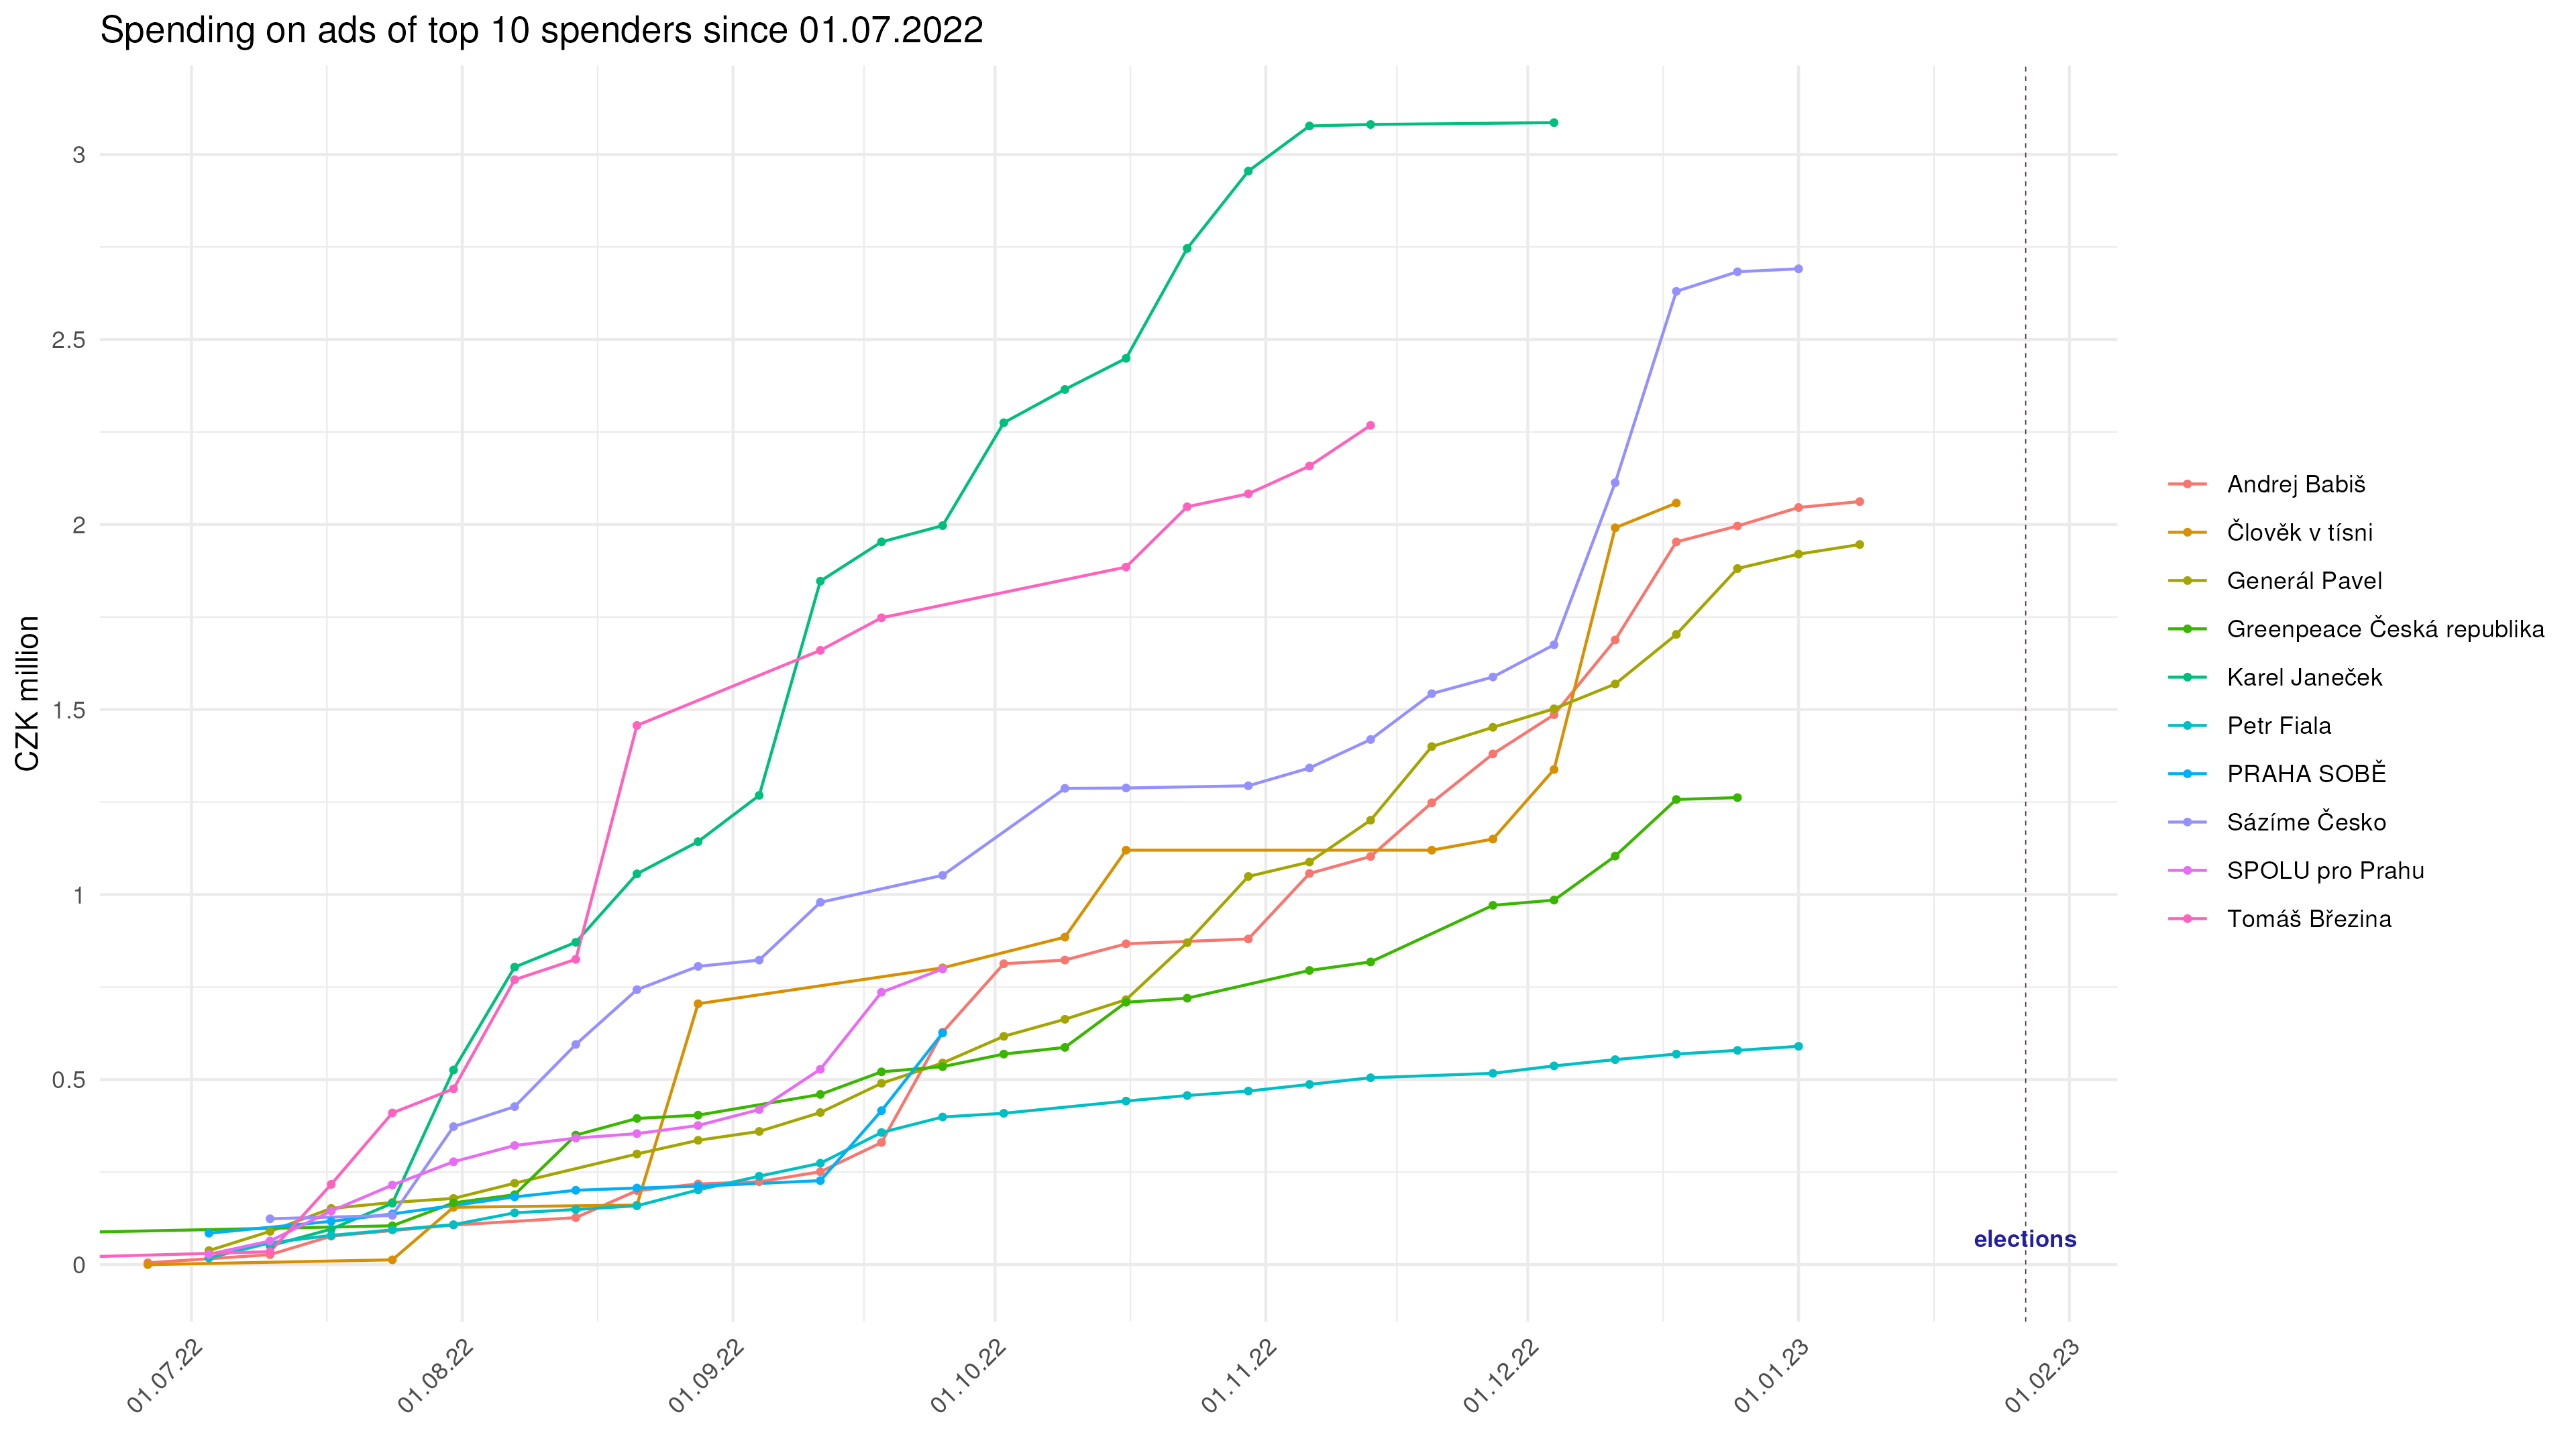 Spending on ads of top 10 spenders since 01.07.2022
CZK million
3
2.5
2
1.5
1
0.5
0
01.07.22
01.08.22
01.09.22
01.10.22
01.11.22
01.12.22
01.01.23
01.02.23
elections
Andrej Babiš
Člověk v tísni
Generál Pavel
Greenpeace Česká republika
Karel Janeček
Petr Fiala
PRAHA SOBĚ
Sázíme Česko
SPOLU pro Prahu
Tomáš Březina